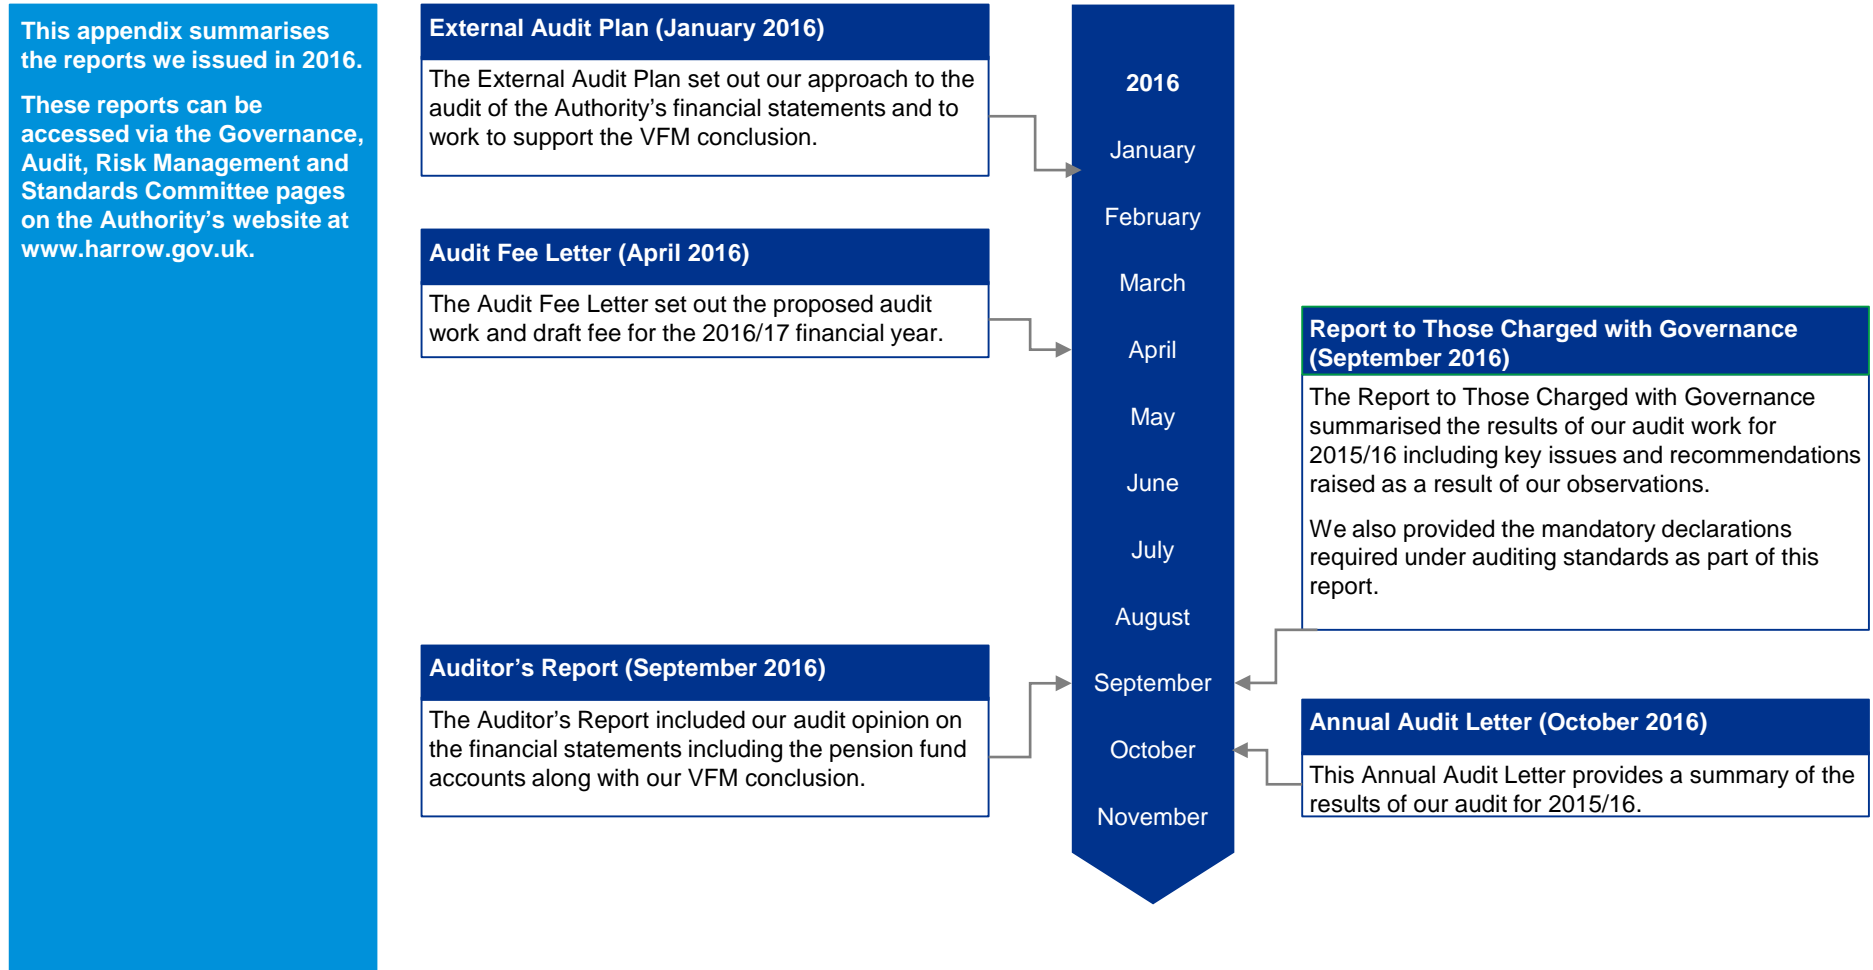 This appendix summarises
the reports we issued in 2016.
These reports can be
accessed via the Governance,
Audit, Risk Management and
Standards Committee pages
on the Authority’s website at
www.harrow.gov.uk.
External Audit Plan (January 2016)
The External Audit Plan set out our approach to the
audit of the Authority’s financial statements and to
work to support the VFM conclusion.
Audit Fee Letter (April 2016)
The Audit Fee Letter set out the proposed audit
work and draft fee for the 2016/17 financial year.
Auditor’s Report (September 2016)
The Auditor’s Report included our audit opinion on
the financial statements including the pension fund
accounts along with our VFM conclusion.
2016
January
February
March
April
May
June
July
August
September
October
November
Report to Those Charged with Governance
(September 2016)
The Report to Those Charged with Governance
summarised the results of our audit work for
2015/16 including key issues and recommendations
raised as a result of our observations.
We also provided the mandatory declarations
required under auditing standards as part of this
report.
Annual Audit Letter (October 2016)
This Annual Audit Letter provides a summary of the
results of our audit for 2015/16.